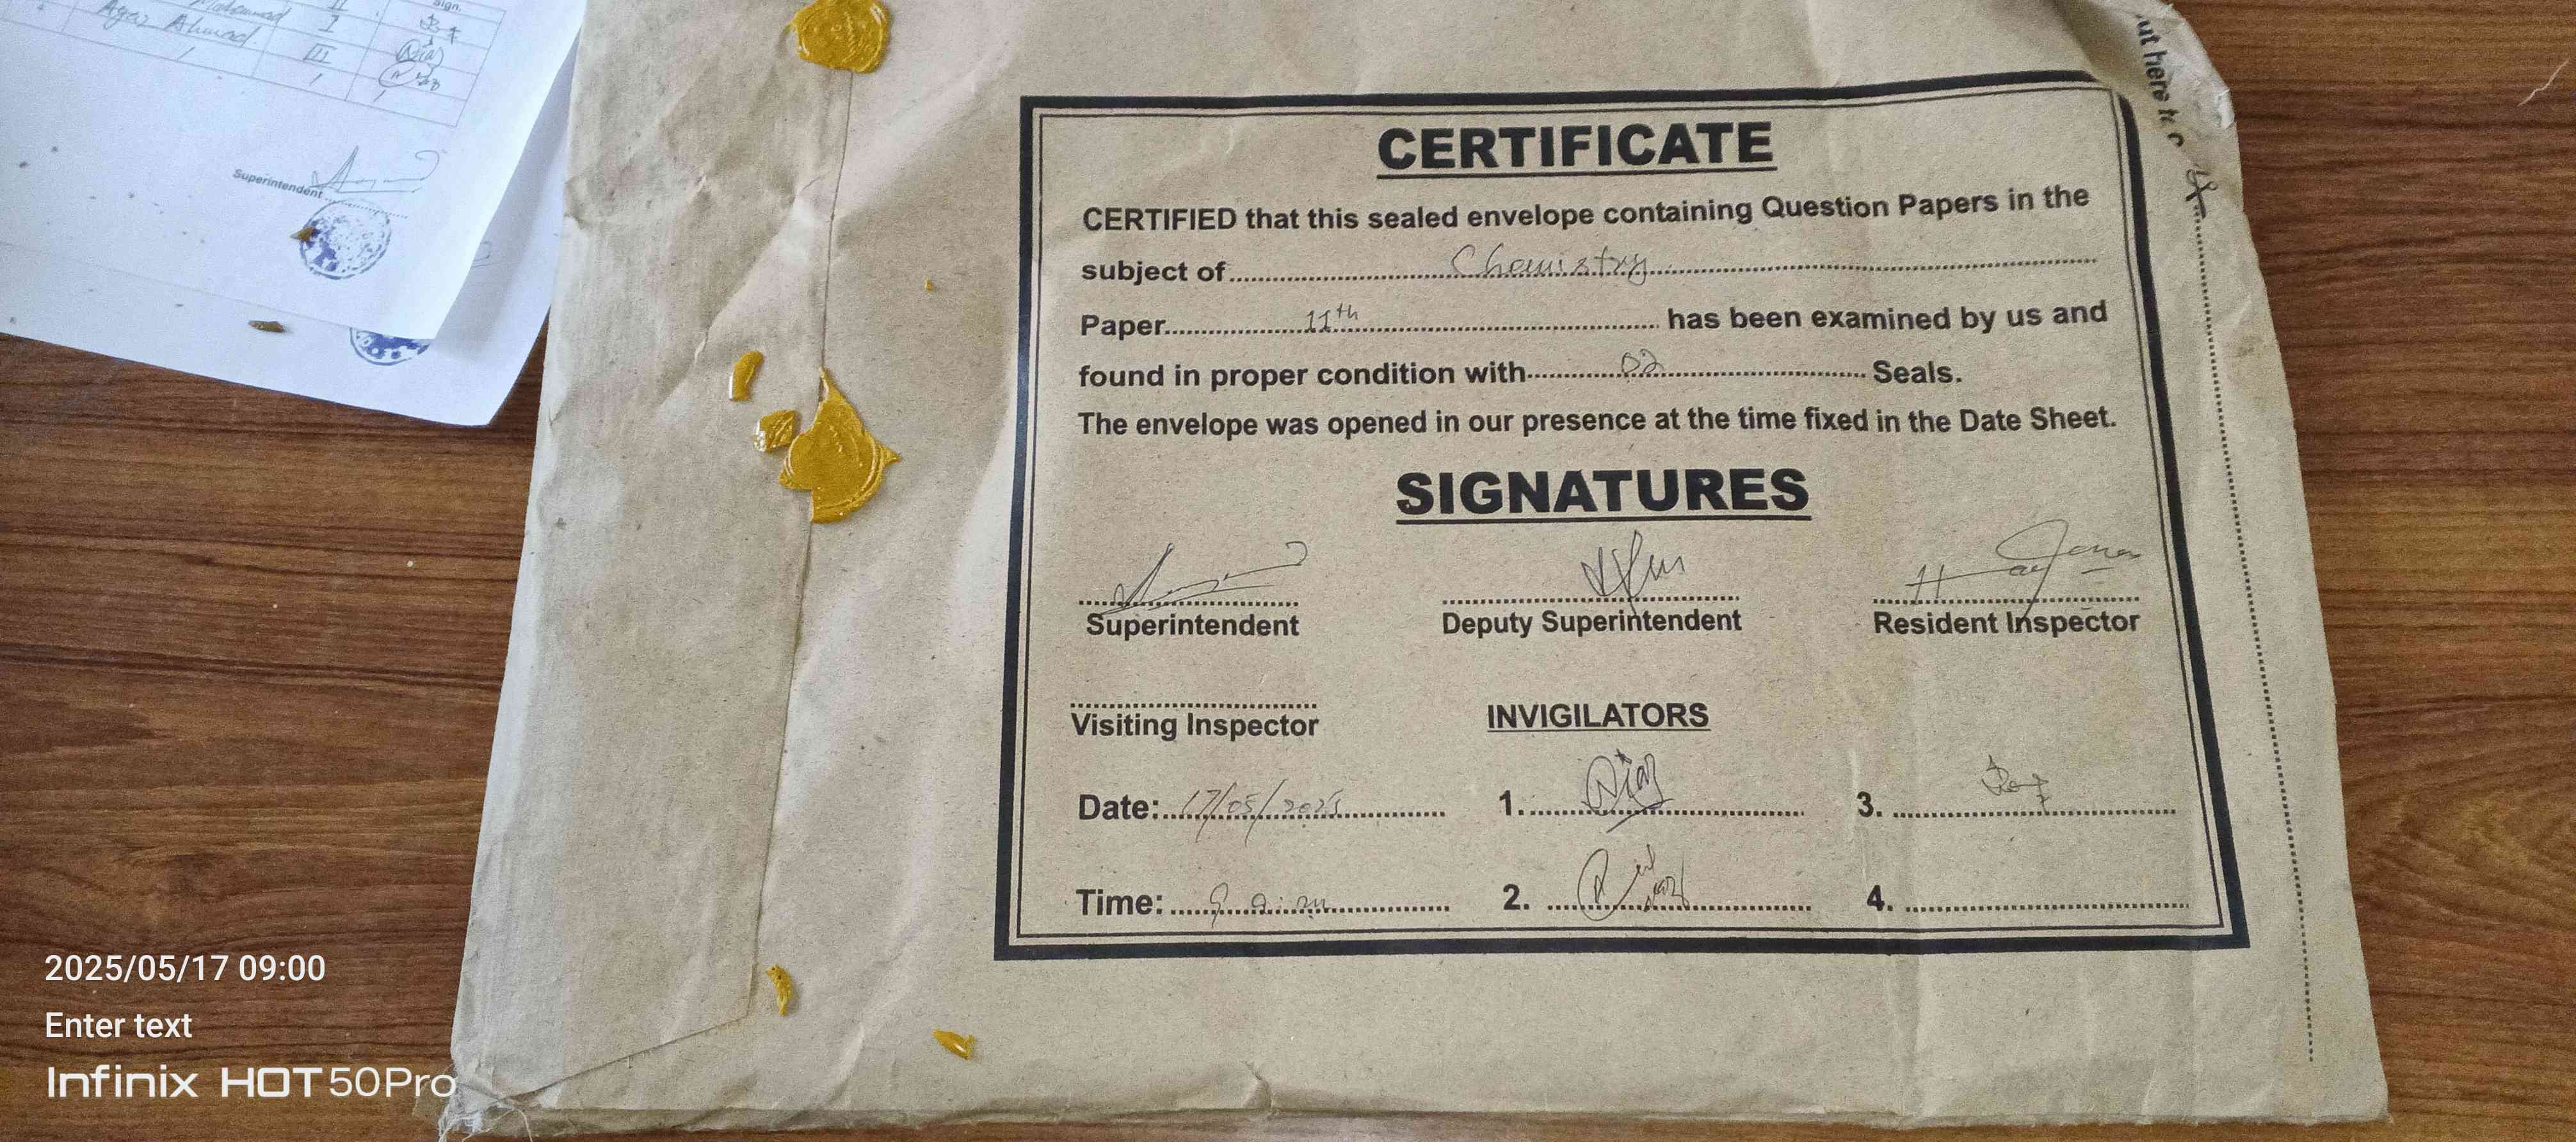 Sign.
Mohammad II
Ayaz Ahmad. I
III
Superintendent
ut here to
CERTIFICATE
CERTIFIED that this sealed envelope containing Question Papers in the
subject of Chemistry
Paper 11th has been examined by us and
found in proper condition with 02 Seals.
The envelope was opened in our presence at the time fixed in the Date Sheet.
SIGNATURES
Superintendent Deputy Superintendent Resident Inspector
Visiting Inspector INVIGILATORS
Date: 17/05/2025 1. 3.
Time: 9 a.m 2. 4.
2025/05/17 09:00
Enter text
Infinix HOT 50Pro